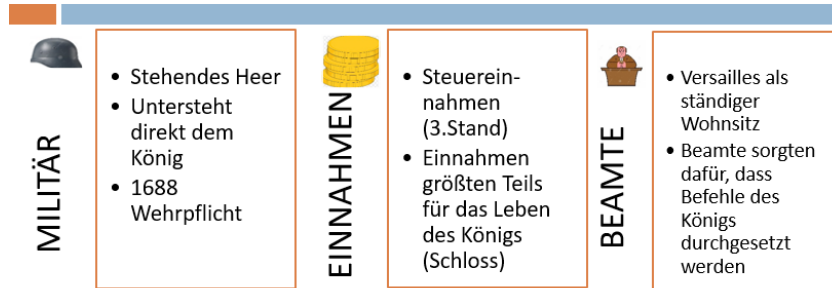 MILITÄR
• Stehendes Heer
• Untersteht
direkt dem
König
• 1688
Wehrpflicht
EINNAHMEN
• Steuerein-
nahmen
(3.Stand)
• Einnahmen
größten Teils
für das Leben
des Königs
(Schloss)
BEAMTE
• Versailles als
ständiger
Wohnsitz
• Beamte sorgten
dafür, dass
Befehle des
Königs
durchgesetzt
werden